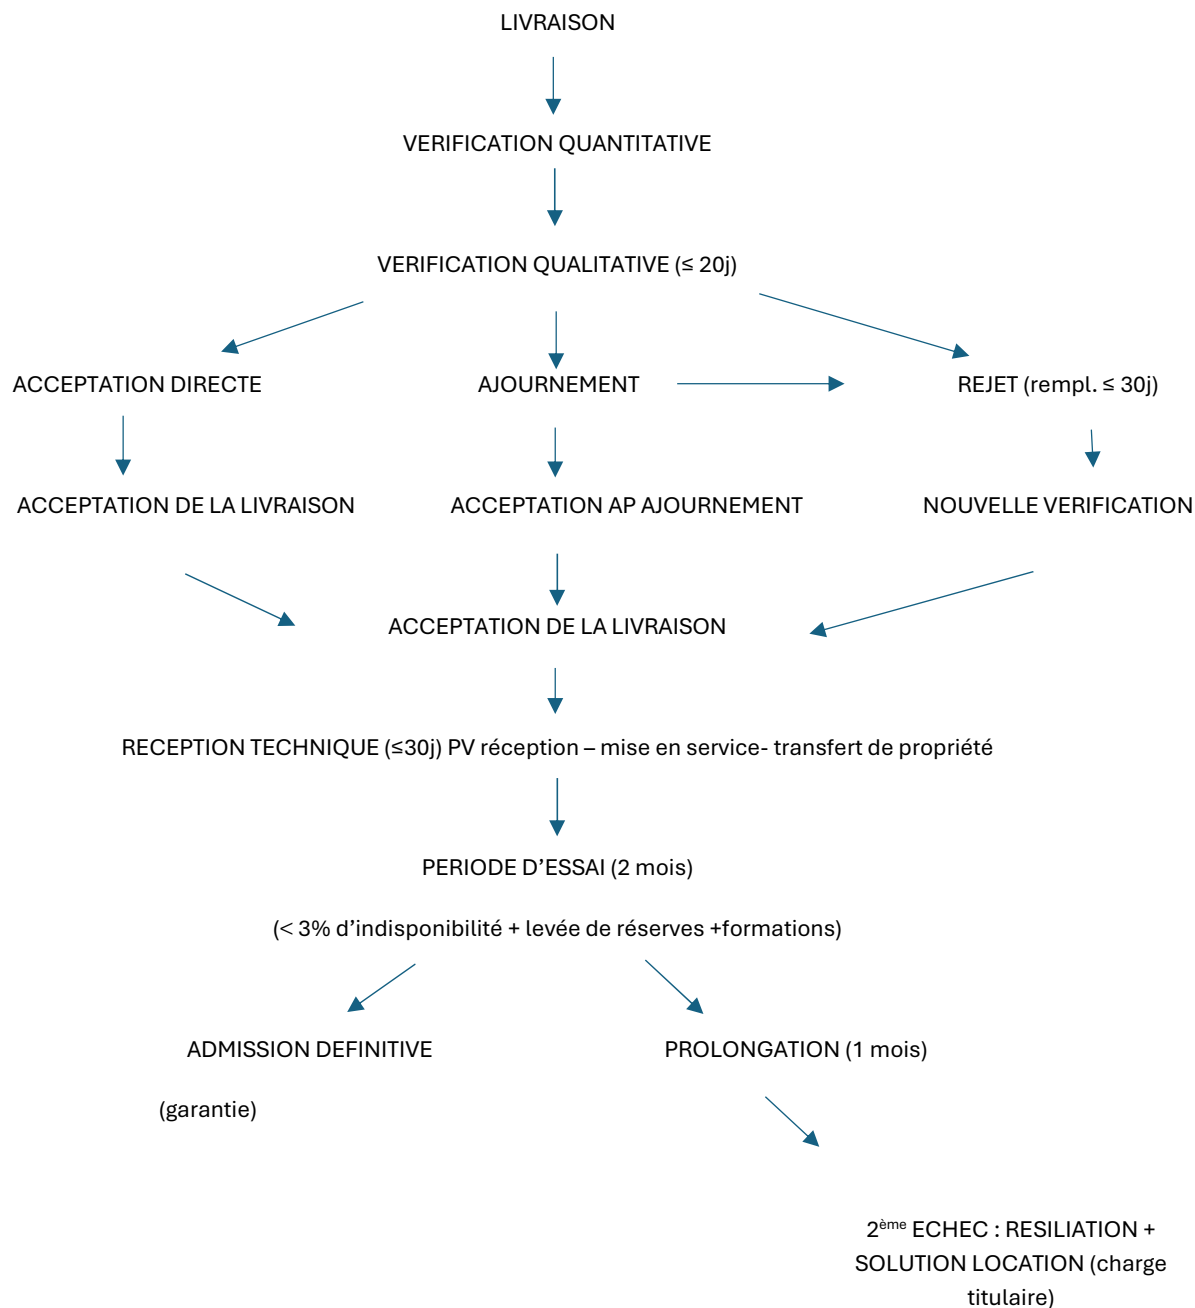 LIVRAISON
VERIFICATION QUANTITATIVE
VERIFICATION QUALITATIVE (≤ 20j)
ACCEPTATION DIRECTE
AJOURNEMENT
REJET (rempl. ≤ 30j)
ACCEPTATION DE LA LIVRAISON
ACCEPTATION AP AJOURNEMENT
NOUVELLE VERIFICATION
ACCEPTATION DE LA LIVRAISON
RECEPTION TECHNIQUE (≤30j) PV réception – mise en service- transfert de propriété
PERIODE D’ESSAI (2 mois)
(< 3% d’indisponibilité + levée de réserves +formations)
ADMISSION DEFINITIVE
PROLONGATION (1 mois)
(garantie)
2ème ECHEC : RESILIATION +
SOLUTION LOCATION (charge
titulaire)